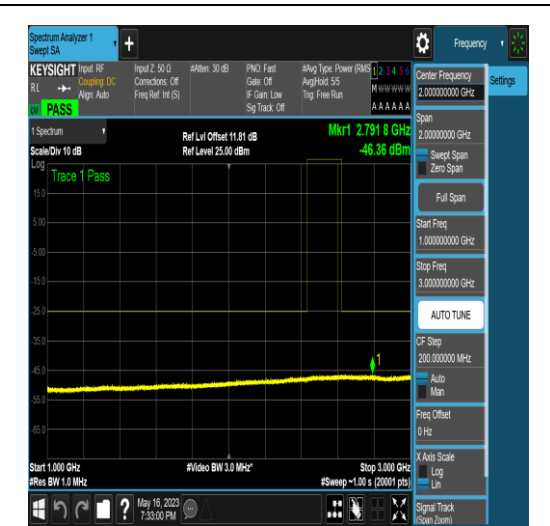 Spectrum Analyzer 1
Swept SA
+
Frequency
KEYSIGHT
RL
LM PASS
Input: RF
Coupling: DC
Align: Auto
Input Z: 50 Ω
Corrections: Off
Freq Ref: Int (S)
#Atten: 30 dB
PNO: Fast
Gate: Off
IF Gain: Low
Sig Track: Off
#Avg Type: Power (RMS
Avg|Hold: 5/5
Trig: Free Run
1 2 3 4 5 6
M W W W W W
A A A A A A
1 Spectrum
Scale/Div 10 dB
Ref Lvl Offset 11.81 dB
Ref Level 25.00 dBm
Mkr1 2.791 8 GHz
-46.36 dBm
Log
Trace 1 Pass
15.0
5.00
-5.00
-15.0
-25.0
-35.0
-45.0
-55.0
-65.0
1
Start 1.000 GHz
#Res BW 1.0 MHz
#Video BW 3.0 MHz*
Stop 3.000 GHz
#Sweep ~1.00 s (20001 pts)
Center Frequency
2.000000000 GHz
Settings
Span
2.00000000 GHz
Swept Span
Zero Span
Full Span
Start Freq
1.000000000 GHz
Stop Freq
3.000000000 GHz
AUTO TUNE
CF Step
200.000000 MHz
Auto
Man
Freq Offset
0 Hz
X Axis Scale
Log
Lin
Signal Track
(Span Zoom)
?
May 16, 2023
7:33:00 PM